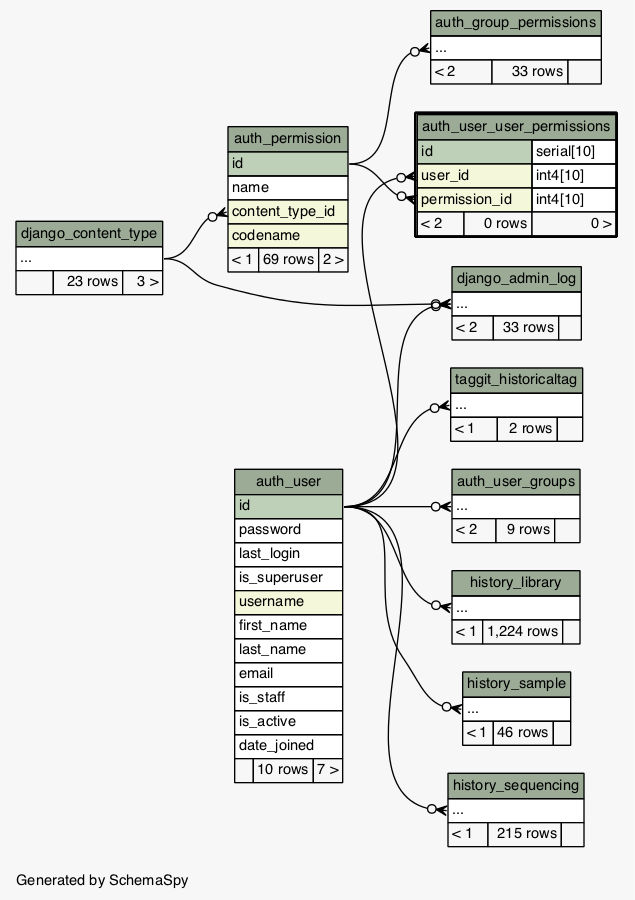 auth_group_permissions
...
< 2 33 rows
auth_user_user_permissions
id serial[10]
user_id int4[10]
permission_id int4[10]
< 2 0 rows 0 >
auth_permission
id
name
content_type_id
codename
< 1 69 rows 2 >
django_content_type
...
23 rows 3 >
django_admin_log
...
< 2 33 rows
taggit_historicaltag
...
< 1 2 rows
auth_user
id
password
last_login
is_superuser
username
first_name
last_name
email
is_staff
is_active
date_joined
10 rows 7 >
auth_user_groups
...
< 2 9 rows
history_library
...
< 1 1,224 rows
history_sample
...
< 1 46 rows
history_sequencing
...
< 1 215 rows
Generated by SchemaSpy